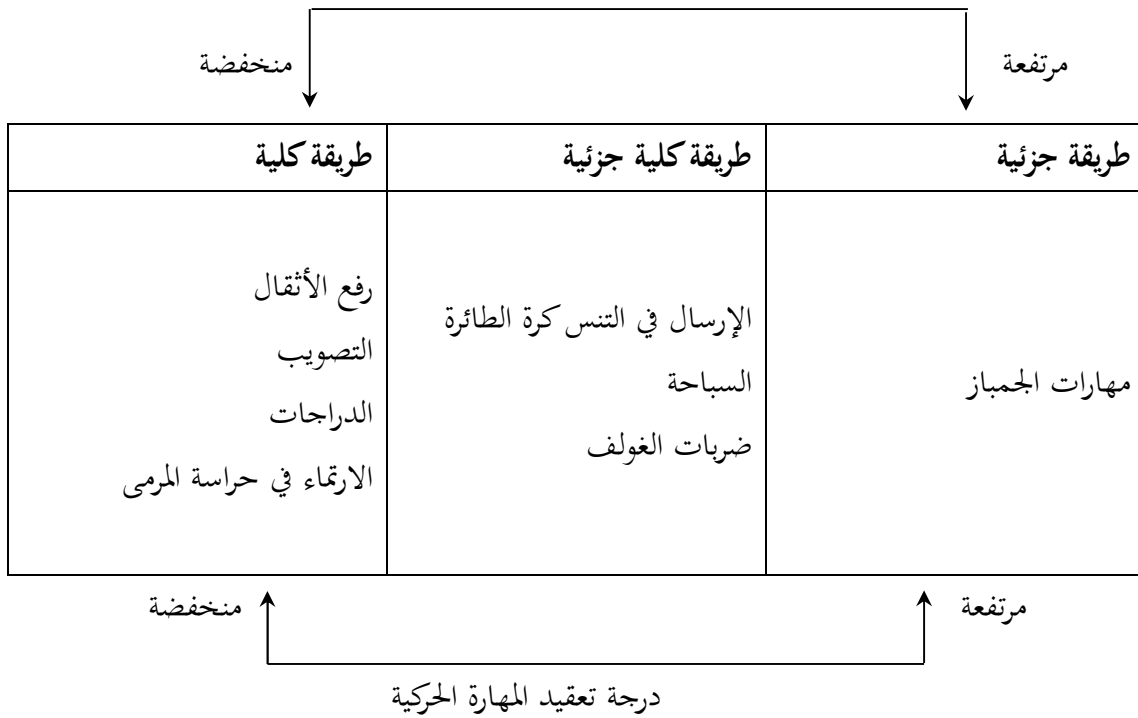 مرتفعة
منخفضة
طريقة جزئية
طريقة كلية جزئية
طريقة كلية
مهارات الجمباز
الإرسال في التنس كرة الطائرة
السباحة
ضربات الغولف
رفع الأثقال
التصويب
الدراجات
الارتماء في حراسة المرمى
مرتفعة
منخفضة
درجة تعقيد المهارة الحركية